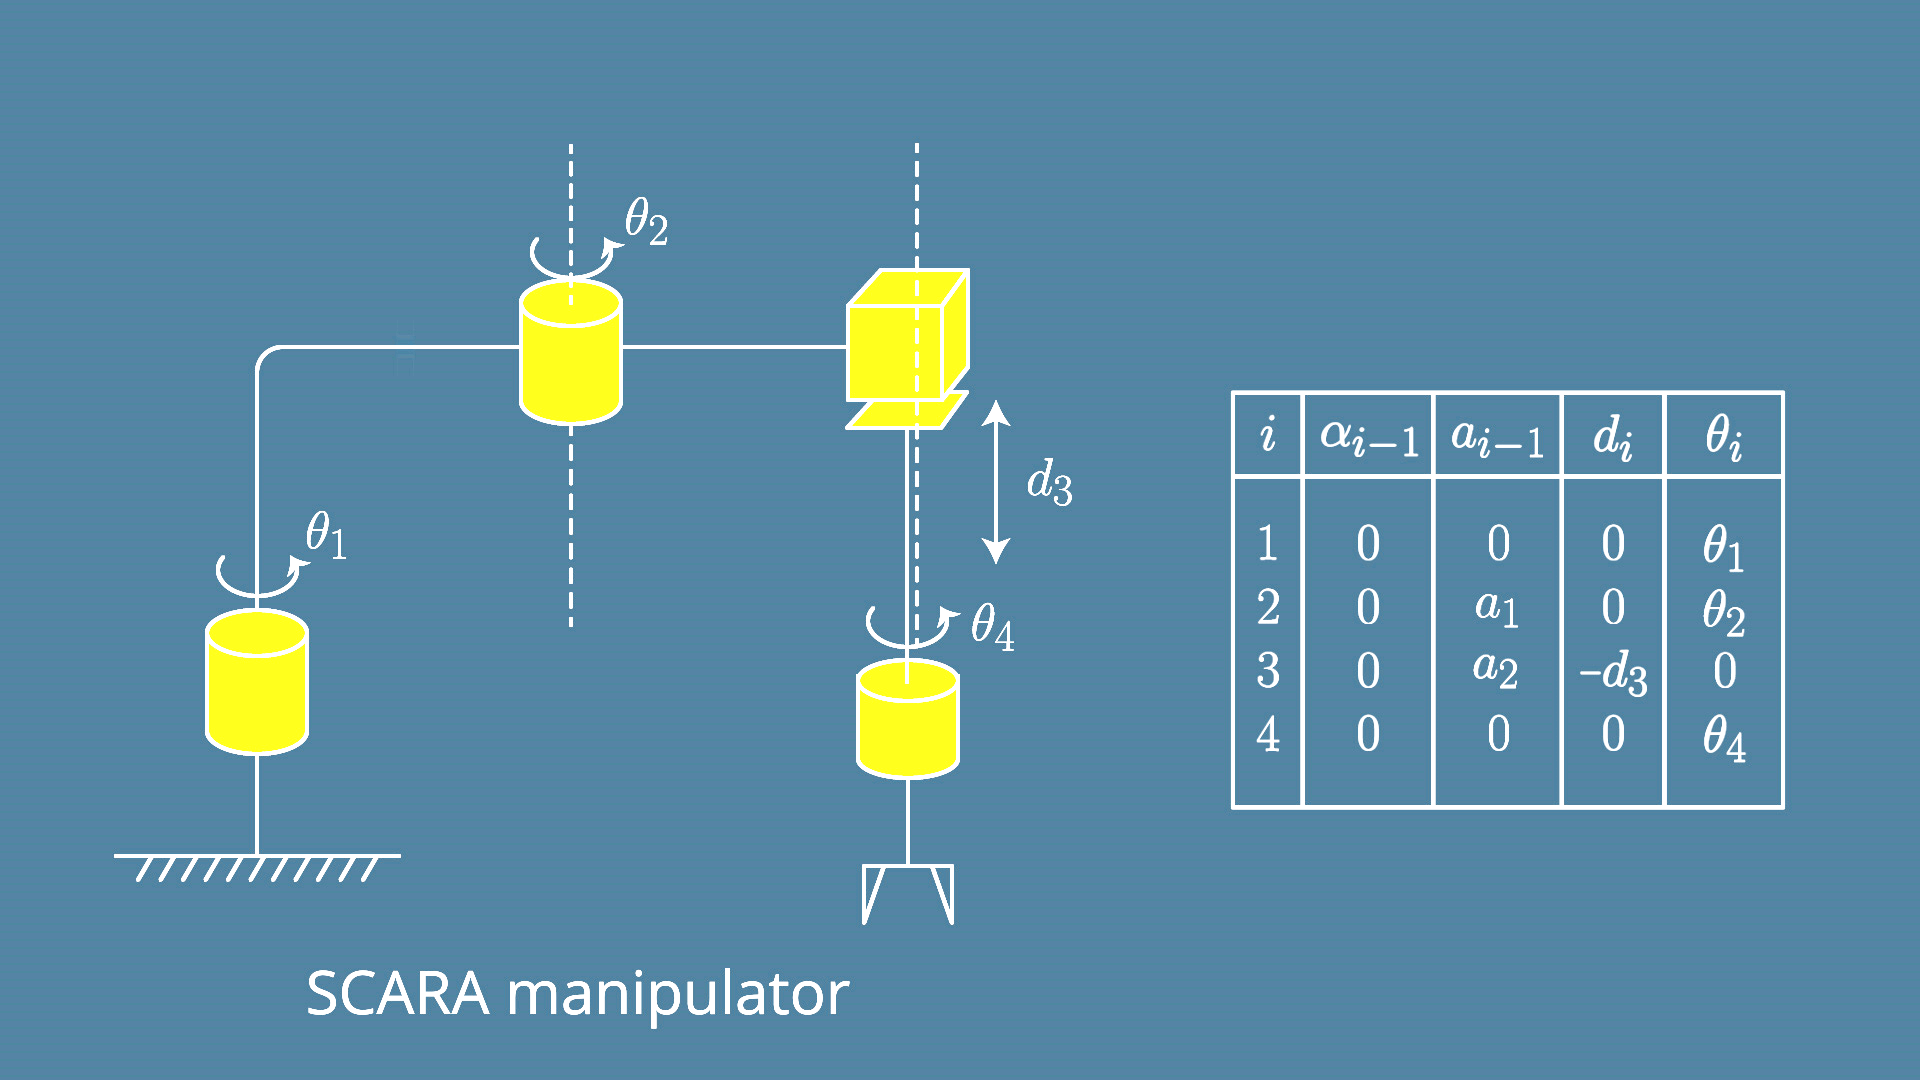 θ₂
θ₁
d₃
θ₄
i αᵢ₋₁ aᵢ₋₁ dᵢ θᵢ
1 0 0 0 θ₁
2 0 a₁ 0 θ₂
3 0 a₂ –d₃ 0
4 0 0 0 θ₄
SCARA manipulator